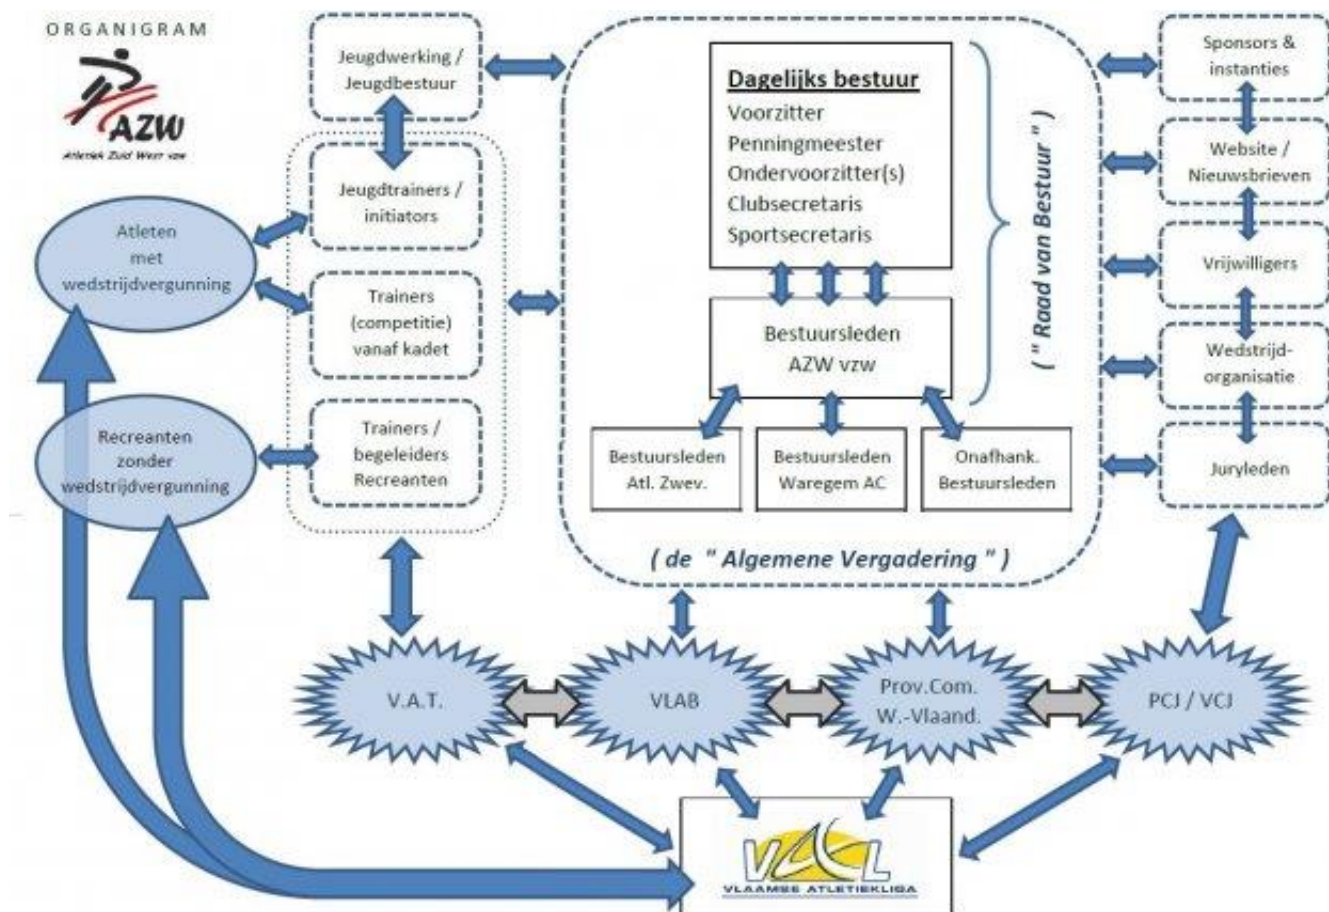 ORGANIGRAM
AZW
Atletiek Zuid West vzw
Jeugdwerking /
Jeugdbestuur
Jeugdtrainers /
initiators
Trainers
(competitie)
vanaf kadet
Trainers /
begeleiders
Recreanten
Atleten
met
wedstrijdvergunning
Recreanten
zonder
wedstrijdvergunning
Dagelijks bestuur
Voorzitter
Penningmeester
Ondervoorzitter(s)
Clubsecretaris
Sportsecretaris
( " Raad van Bestuur " )
Bestuursleden
AZW vzw
Bestuursleden
Atl. Zwev.
Bestuursleden
Waregem AC
Onafhank.
Bestuursleden
( de " Algemene Vergadering " )
Sponsors &
instanties
Website /
Nieuwsbrieven
Vrijwilligers
Wedstrijd-
organisatie
Juryleden
V.A.T.
VLAB
Prov.Com.
W.-Vlaand.
PCJ / VCJ
VAL
VLAAMSE ATLETIEKLIGA